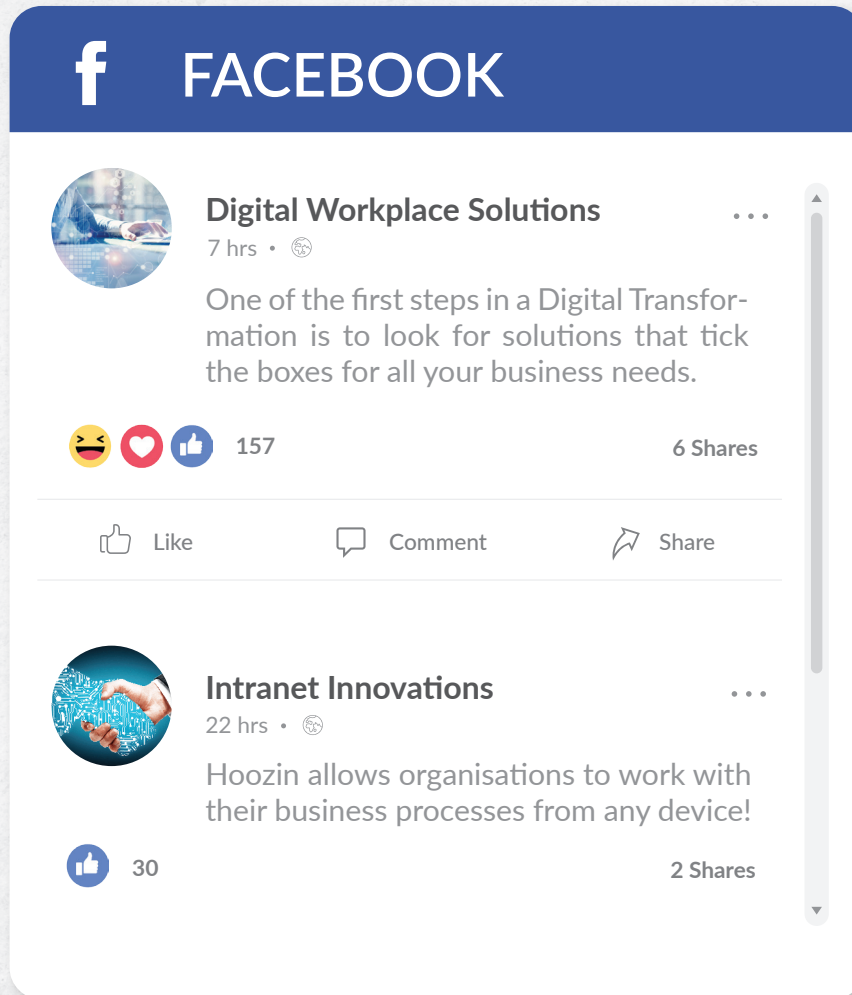 f FACEBOOK
Digital Workplace Solutions
7 hrs •
One of the first steps in a Digital Transfor-
mation is to look for solutions that tick
the boxes for all your business needs.
157 6 Shares
Like Comment Share
Intranet Innovations
22 hrs •
Hoozin allows organisations to work with
their business processes from any device!
30 2 Shares